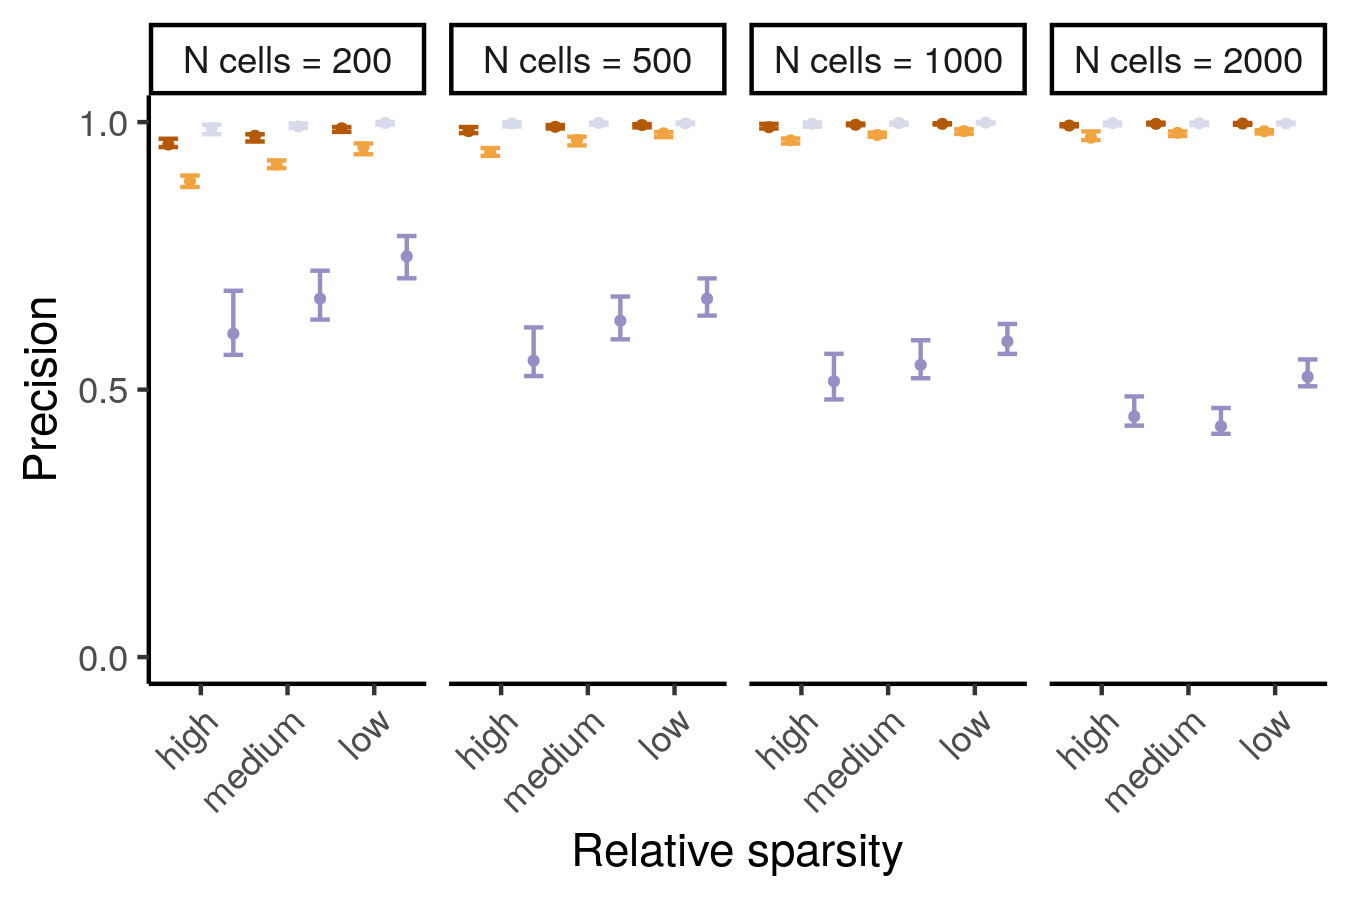 N cells = 200
N cells = 500
N cells = 1000
N cells = 2000
1.0
0.5
0.0
Precision
high
medium
low
high
medium
low
high
medium
low
high
medium
low
Relative sparsity